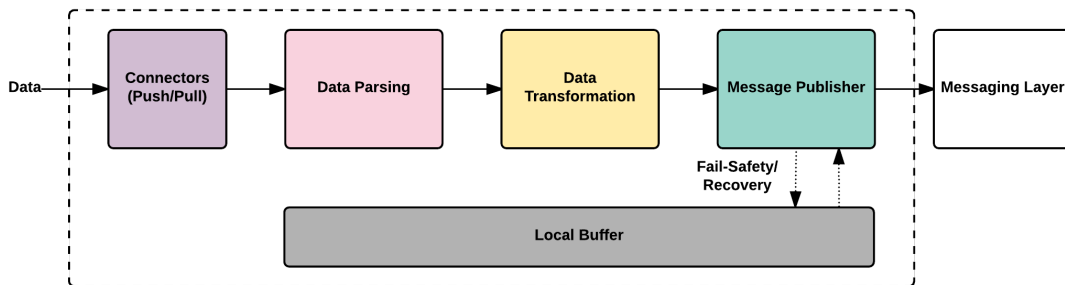 Data
Connectors
(Push/Pull)
Data Parsing
Data
Transformation
Message Publisher
Messaging Layer
Fail-Safety/
Recovery
Local Buffer